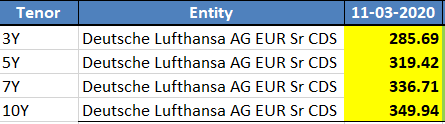 Tenor Entity 11-03-2020
3Y Deutsche Lufthansa AG EUR Sr CDS 285.69
5Y Deutsche Lufthansa AG EUR Sr CDS 319.42
7Y Deutsche Lufthansa AG EUR Sr CDS 336.71
10Y Deutsche Lufthansa AG EUR Sr CDS 349.94